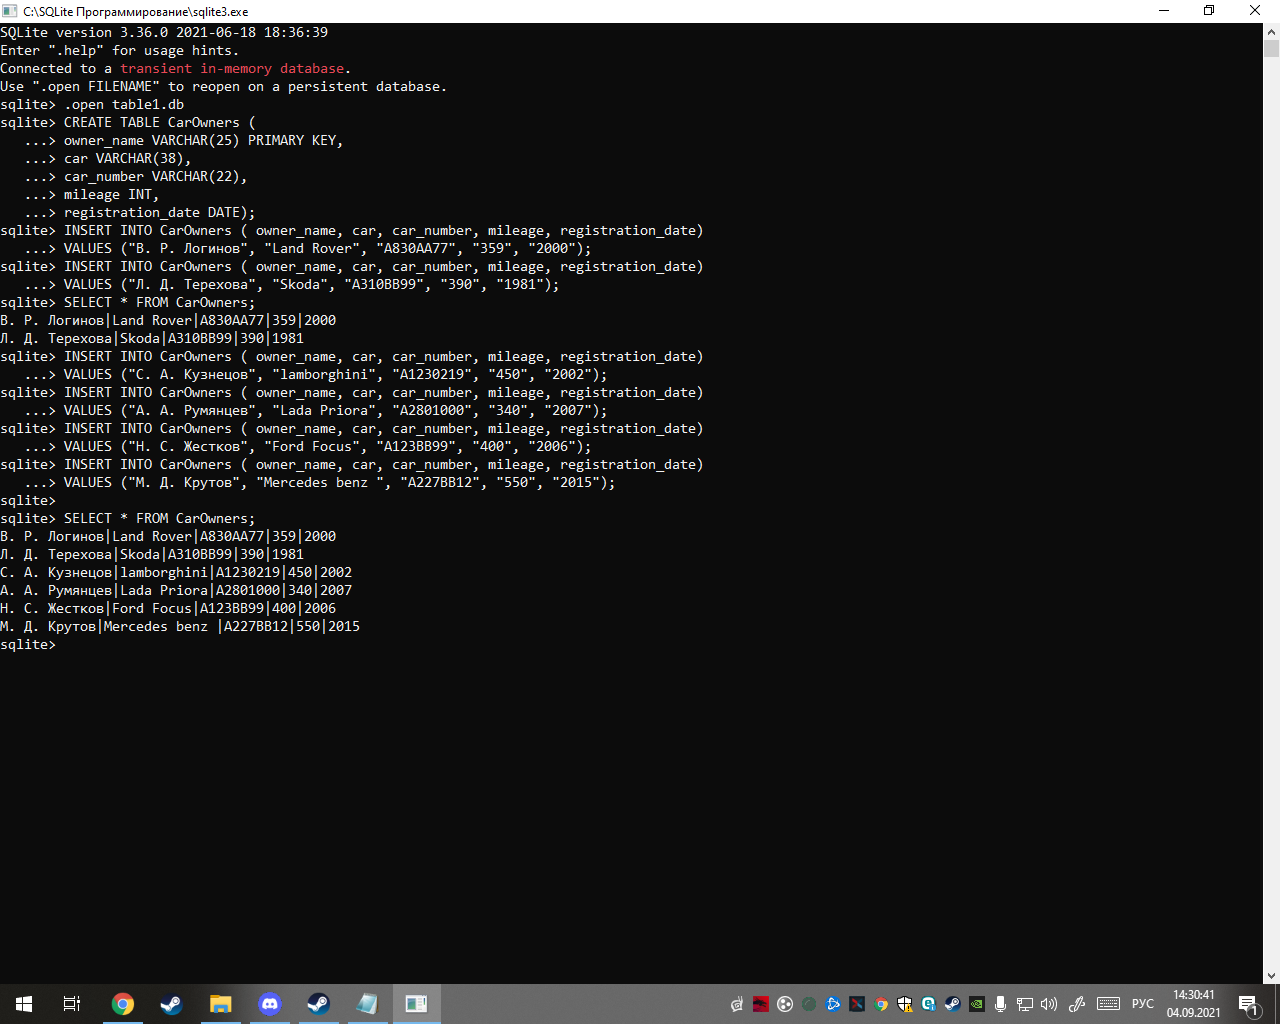 C:\SQLite Программирование\sqlite3.exe
SQLite version 3.36.0 2021-06-18 18:36:39
Enter ".help" for usage hints.
Connected to a transient in-memory database.
Use ".open FILENAME" to reopen on a persistent database.
sqlite> .open table1.db
sqlite> CREATE TABLE CarOwners (
   ...> owner_name VARCHAR(25) PRIMARY KEY,
   ...> car VARCHAR(38),
   ...> car_number VARCHAR(22),
   ...> mileage INT,
   ...> registration_date DATE);
sqlite> INSERT INTO CarOwners ( owner_name, car, car_number, mileage, registration_date)
   ...> VALUES ("В. Р. Логинов", "Land Rover", "A830AA77", "359", "2000");
sqlite> INSERT INTO CarOwners ( owner_name, car, car_number, mileage, registration_date)
   ...> VALUES ("Л. Д. Терехова", "Skoda", "A310BB99", "390", "1981");
sqlite> SELECT * FROM CarOwners;
В. Р. Логинов|Land Rover|A830AA77|359|2000
Л. Д. Терехова|Skoda|A310BB99|390|1981
sqlite> INSERT INTO CarOwners ( owner_name, car, car_number, mileage, registration_date)
   ...> VALUES ("С. А. Кузнецов", "lamborghini", "A1230219", "450", "2002");
sqlite> INSERT INTO CarOwners ( owner_name, car, car_number, mileage, registration_date)
   ...> VALUES ("А. А. Румянцев", "Lada Priora", "A2801000", "340", "2007");
sqlite> INSERT INTO CarOwners ( owner_name, car, car_number, mileage, registration_date)
   ...> VALUES ("Н. С. Жестков", "Ford Focus", "A123BB99", "400", "2006");
sqlite> INSERT INTO CarOwners ( owner_name, car, car_number, mileage, registration_date)
   ...> VALUES ("М. Д. Крутов", "Mercedes benz ", "A227BB12", "550", "2015");
sqlite>
sqlite> SELECT * FROM CarOwners;
В. Р. Логинов|Land Rover|A830AA77|359|2000
Л. Д. Терехова|Skoda|A310BB99|390|1981
С. А. Кузнецов|lamborghini|A1230219|450|2002
А. А. Румянцев|Lada Priora|A2801000|340|2007
Н. С. Жестков|Ford Focus|A123BB99|400|2006
М. Д. Крутов|Mercedes benz |A227BB12|550|2015
sqlite>
РУС
14:30:41
04.09.2021
1